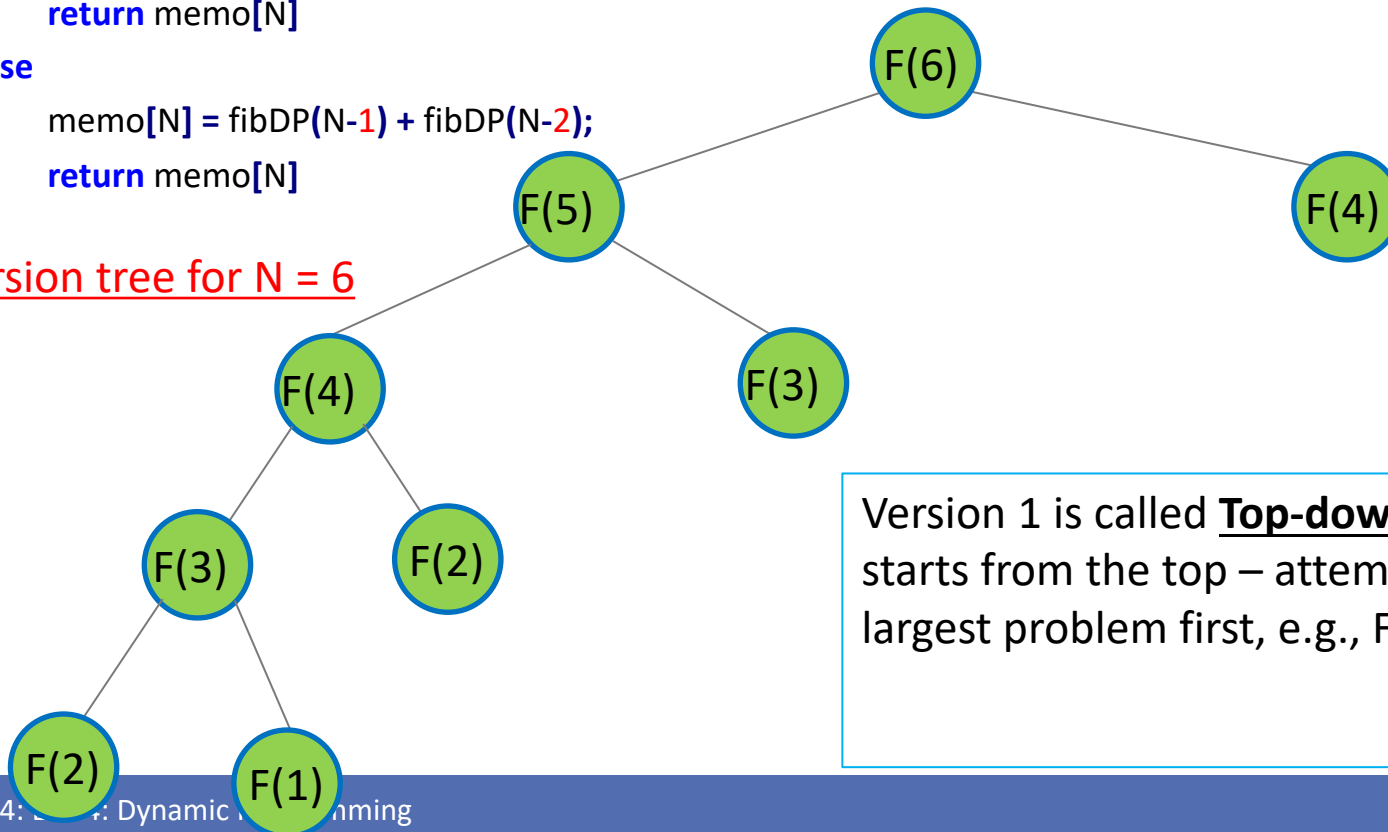 return memo[N]
se
memo[N] = fibDP(N-1) + fibDP(N-2);
return memo[N]
rsion tree for N = 6
F(6)
F(5)
F(4)
F(4)
F(3)
F(3)
F(2)
F(2)
F(1)
Version 1 is called Top-dow
starts from the top – attem
largest problem first, e.g., F
4: 4: Dynamic mming